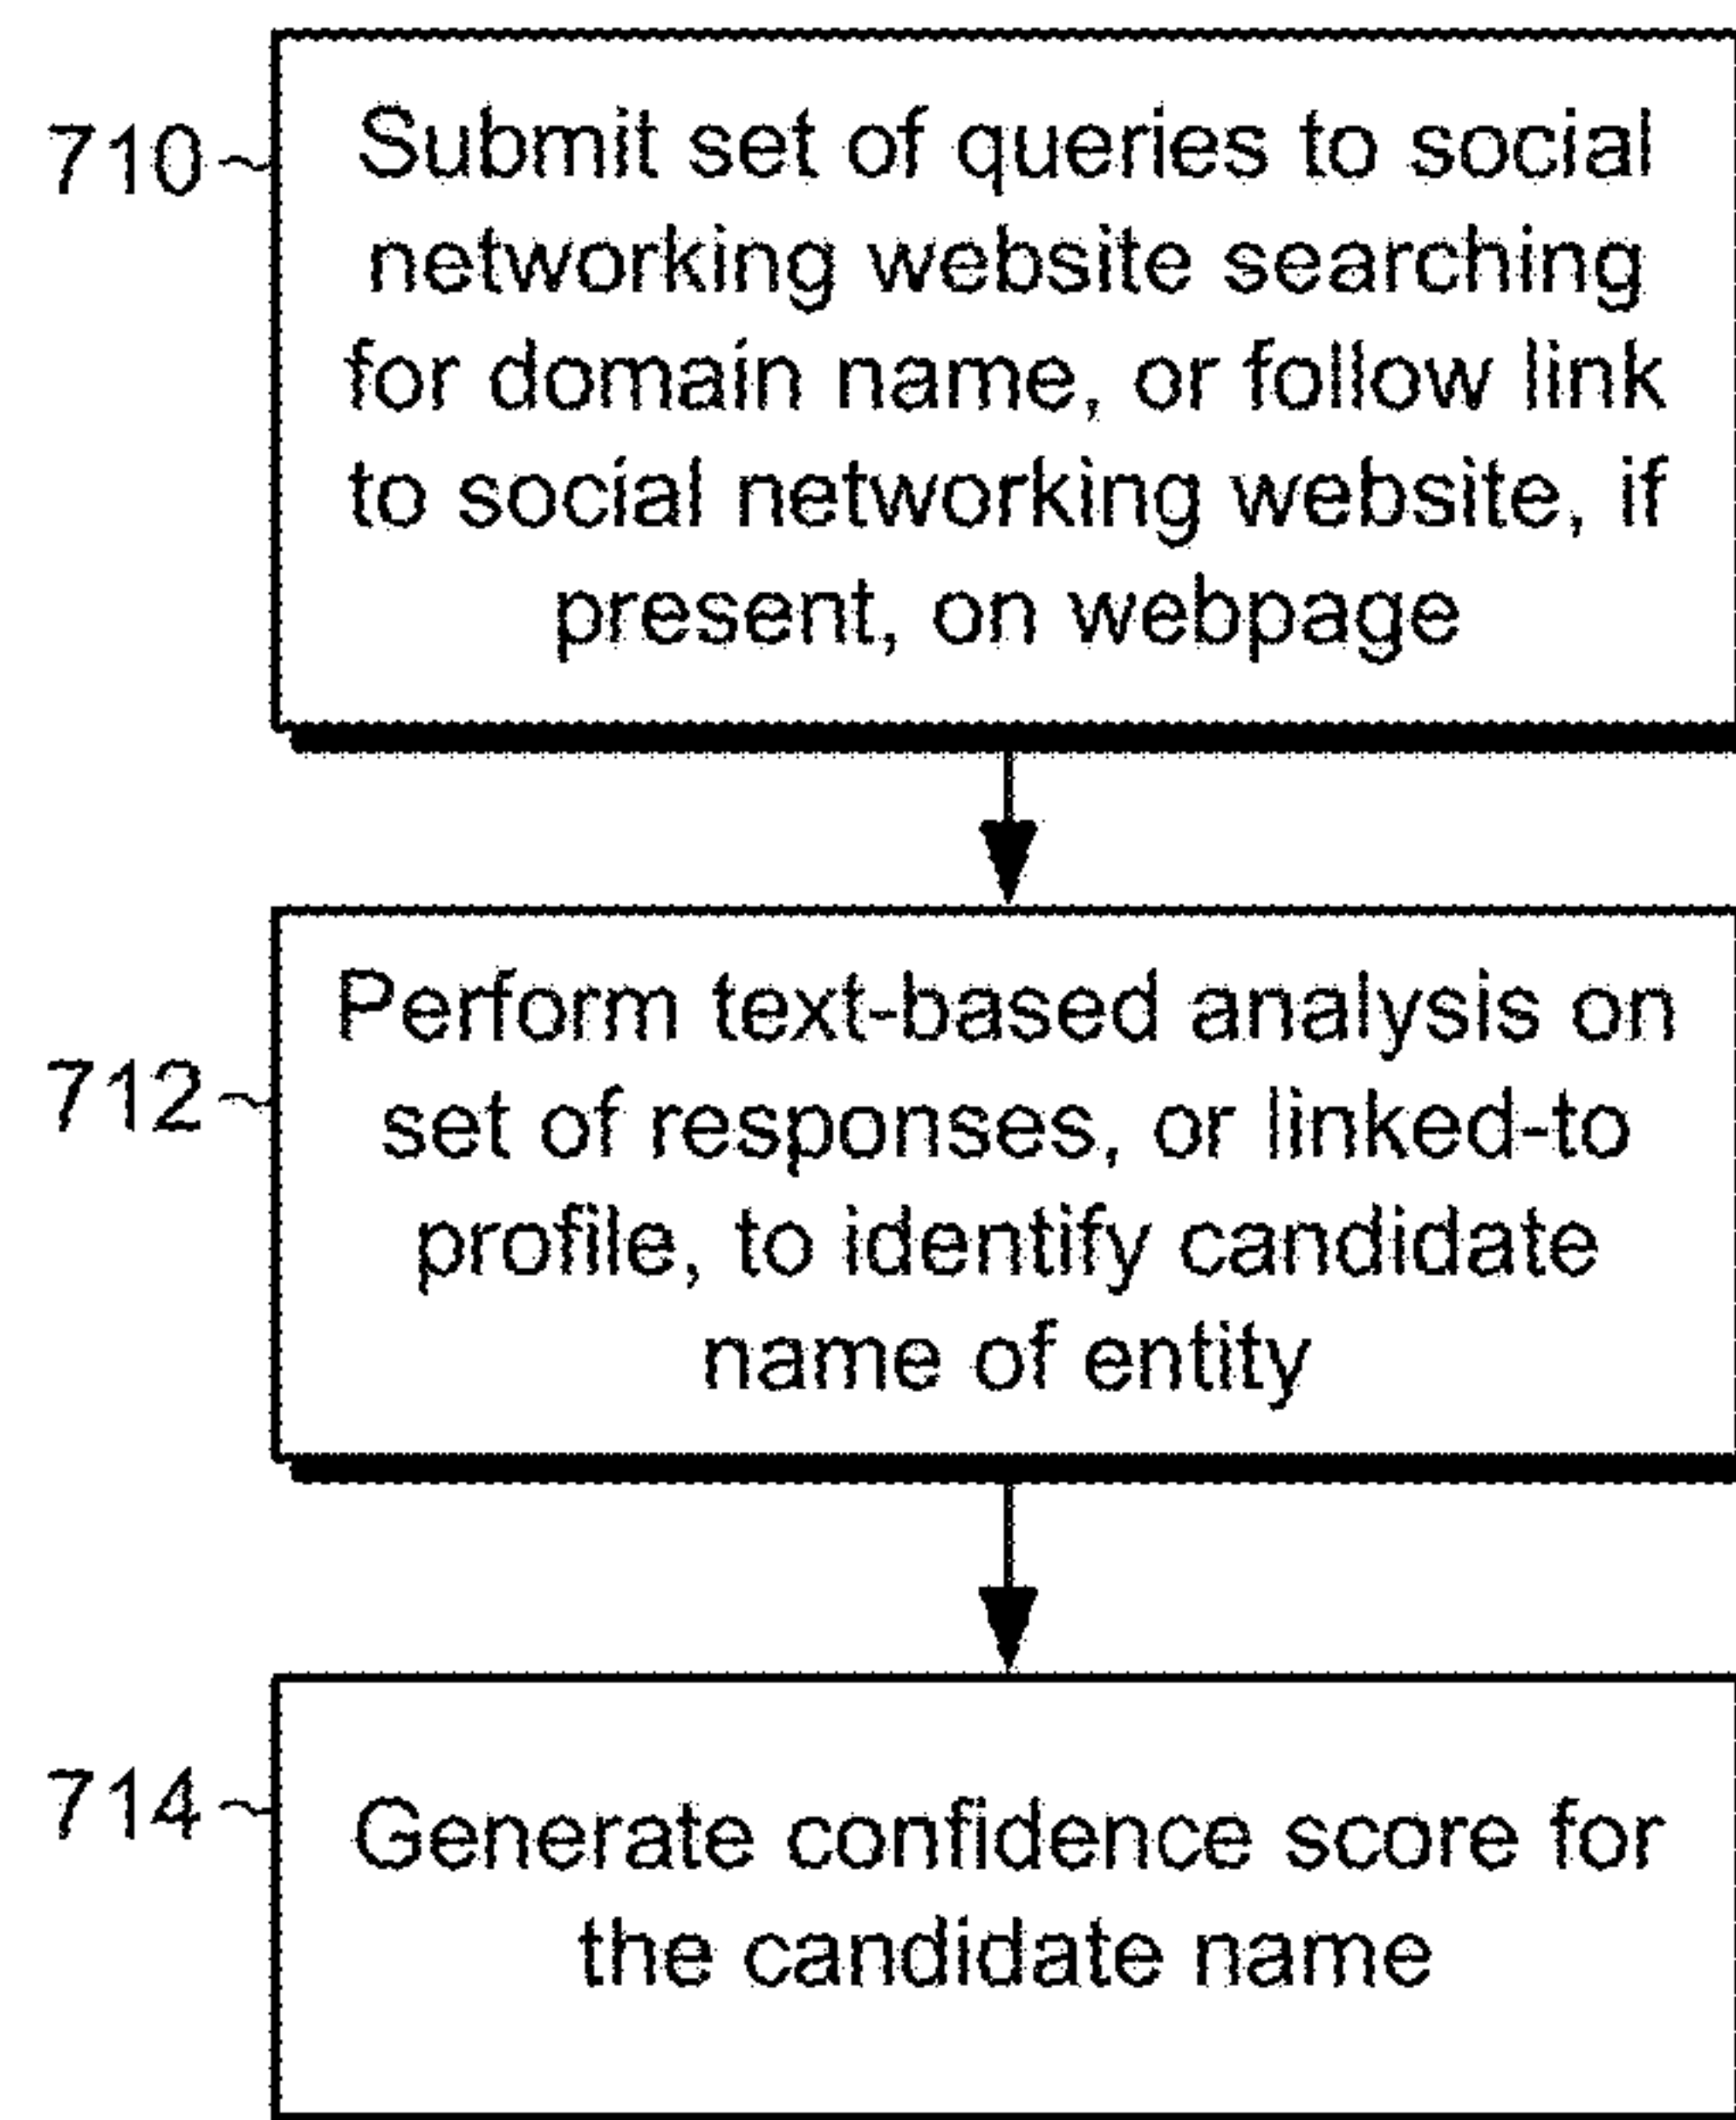 710
Submit set of queries to social
networking website searching
for domain name, or follow link
to social networking website, if
present, on webpage
712
Perform text-based analysis on
set of responses, or linked-to
profile, to identify candidate
name of entity
714
Generate confidence score for
the candidate name